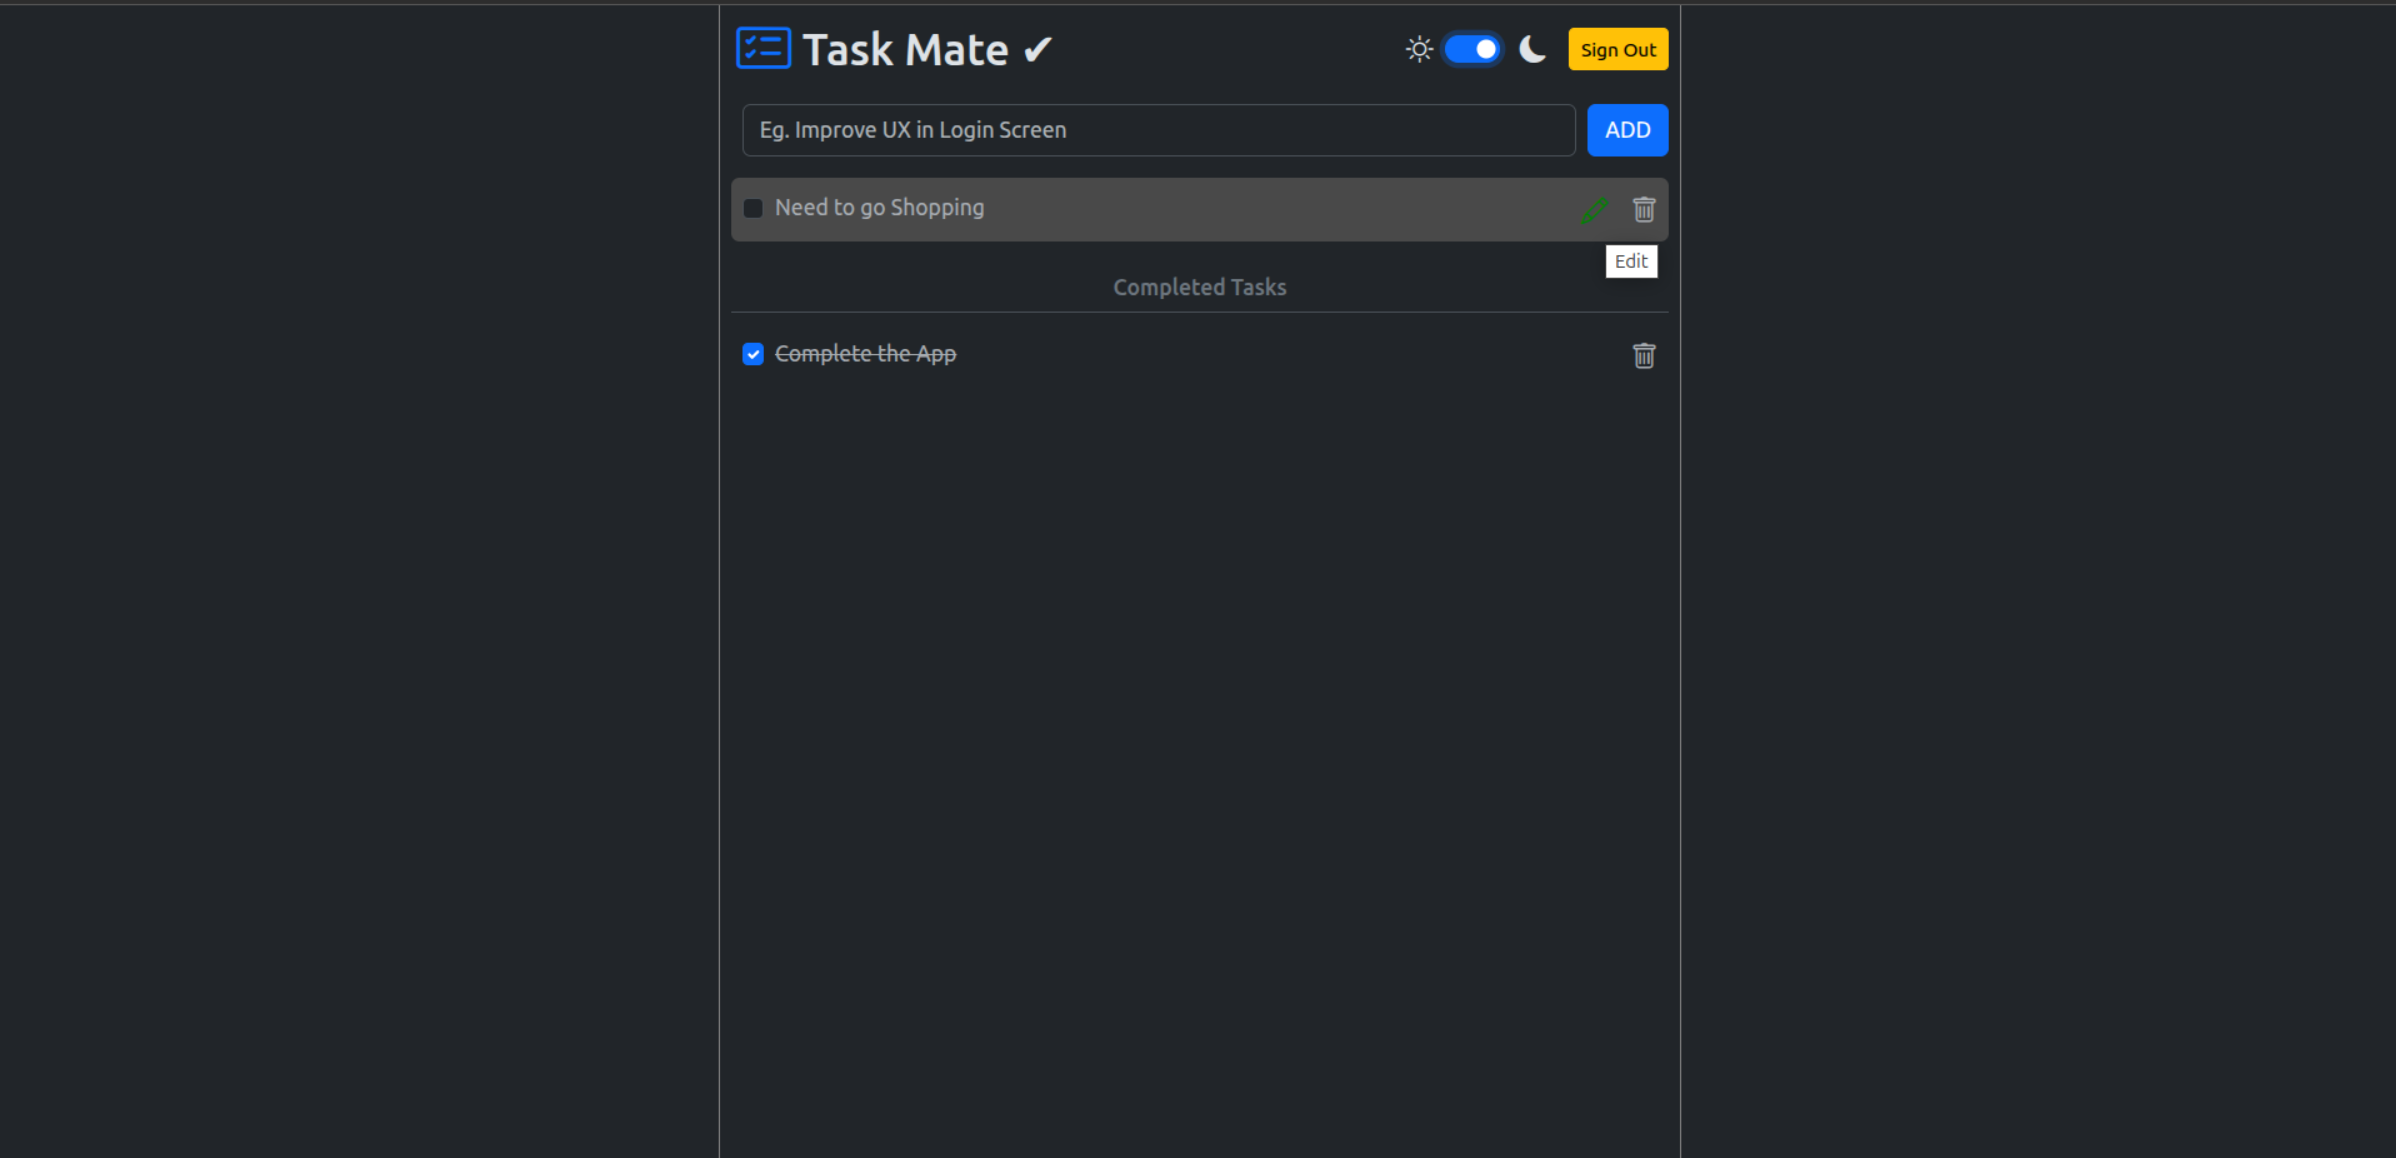 Task Mate ✔
Sign Out
Eg. Improve UX in Login Screen
ADD
Need to go Shopping
Edit
Completed Tasks
Complete the App